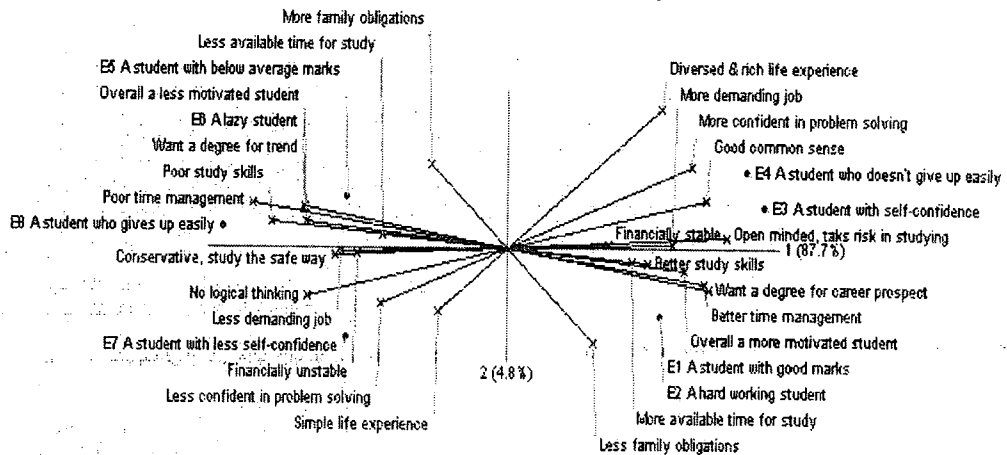 More family obligations
Less available time for study
E5 A student with below average marks
Overall a less motivated student
E6 A lazy student
Want a degree for trend
Poor study skills
Poor time management
E8 A student who gives up easily
Conservative, study the safe way
No logical thinking
Less demanding job
E7 A student with less self-confidence
Financially unstable
Less confident in problem solving
Simple life experience
2 (4.8%)
Diversed & rich life experience
More demanding job
More confident in problem solving
Good common sense
E4 A student who doesn't give up easily
E3 A student with self-confidence
Financially stable
Open minded, taks risk in studying
1 (87.7%)
Better study skills
Want a degree for career prospect
Better time management
Overall a more motivated student
E1 A student with good marks
E2 A hard working student
More available time for study
Less family obligations